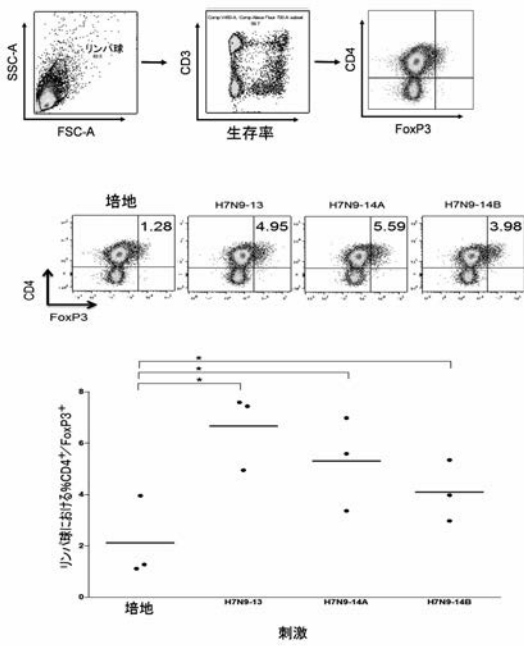 SSC-A
リンパ球
FSC-A
CD3
生存率
CD4
FoxP3
培地
H7N9-13
H7N9-14A
H7N9-14B
1.28
4.95
5.59
3.98
CD4
FoxP3
*
*
*
リンパ球における%CD4⁺/FoxP3⁺
8
6
4
2
0
培地
H7N9-13
H7N9-14A
H7N9-14B
刺激